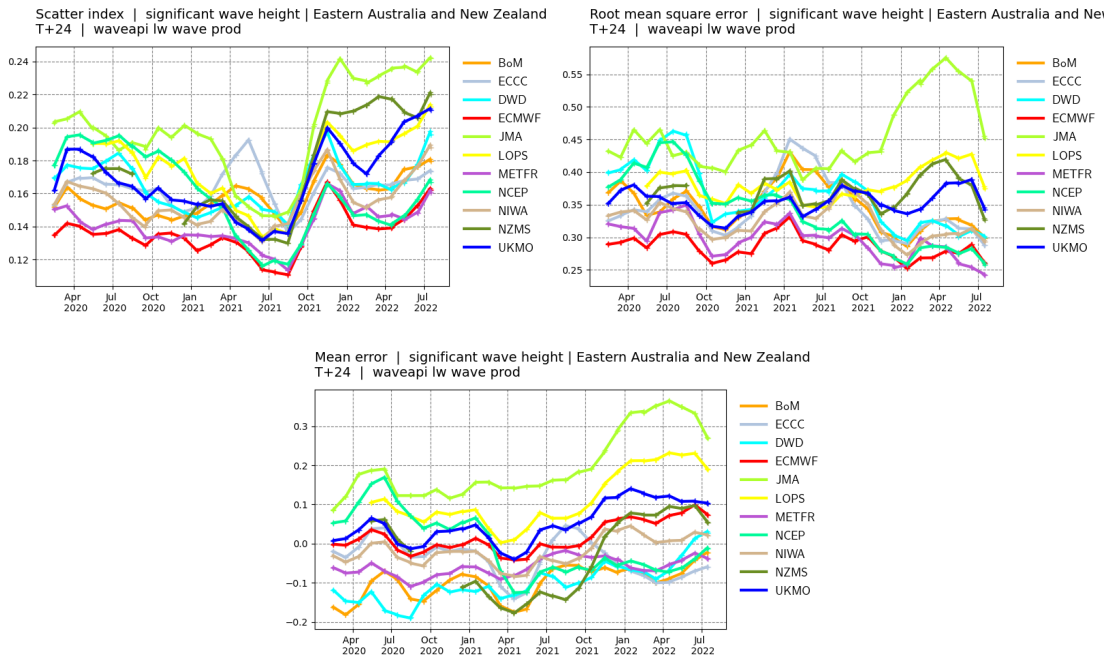 Scatter index | significant wave height | Eastern Australia and New Zealand
T+24 | waveapi lw wave prod
0.24
0.22
0.20
0.18
0.16
0.14
0.12
Apr 2020
Jul 2020
Oct 2020
Jan 2021
Apr 2021
Jul 2021
Oct 2021
Jan 2022
Apr 2022
Jul 2022
BoM
ECCC
DWD
ECMWF
JMA
LOPS
METFR
NCEP
NIWA
NZMS
UKMO
Root mean square error | significant wave height | Eastern Australia and Nev
T+24 | waveapi lw wave prod
0.55
0.50
0.45
0.40
0.35
0.30
0.25
Apr 2020
Jul 2020
Oct 2020
Jan 2021
Apr 2021
Jul 2021
Oct 2021
Jan 2022
Apr 2022
Jul 2022
BoM
ECCC
DWD
ECMWF
JMA
LOPS
METFR
NCEP
NIWA
NZMS
UKMO
Mean error | significant wave height | Eastern Australia and New Zealand
T+24 | waveapi lw wave prod
0.3
0.2
0.1
0.0
−0.1
−0.2
Apr 2020
Jul 2020
Oct 2020
Jan 2021
Apr 2021
Jul 2021
Oct 2021
Jan 2022
Apr 2022
Jul 2022
BoM
ECCC
DWD
ECMWF
JMA
LOPS
METFR
NCEP
NIWA
NZMS
UKMO